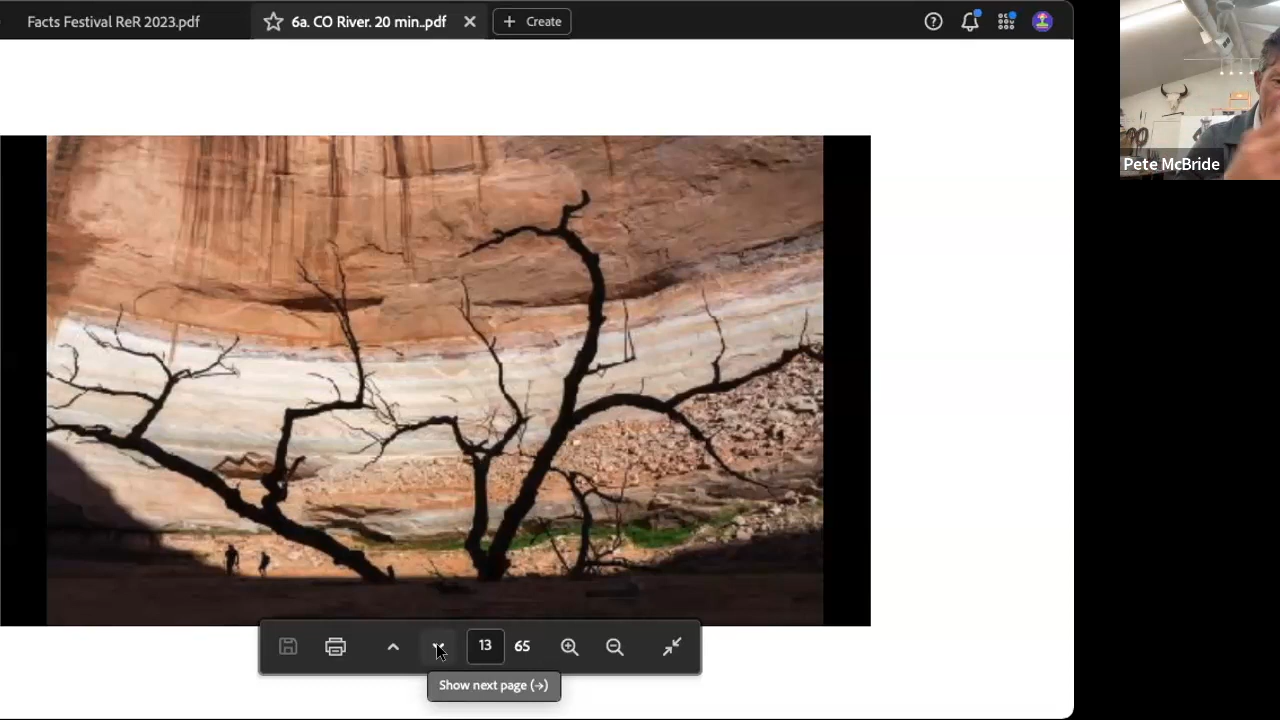 Facts Festival ReR 2023.pdf
6a. CO River. 20 min..pdf
Create
Pete McBride
13
65
Show next page (→)